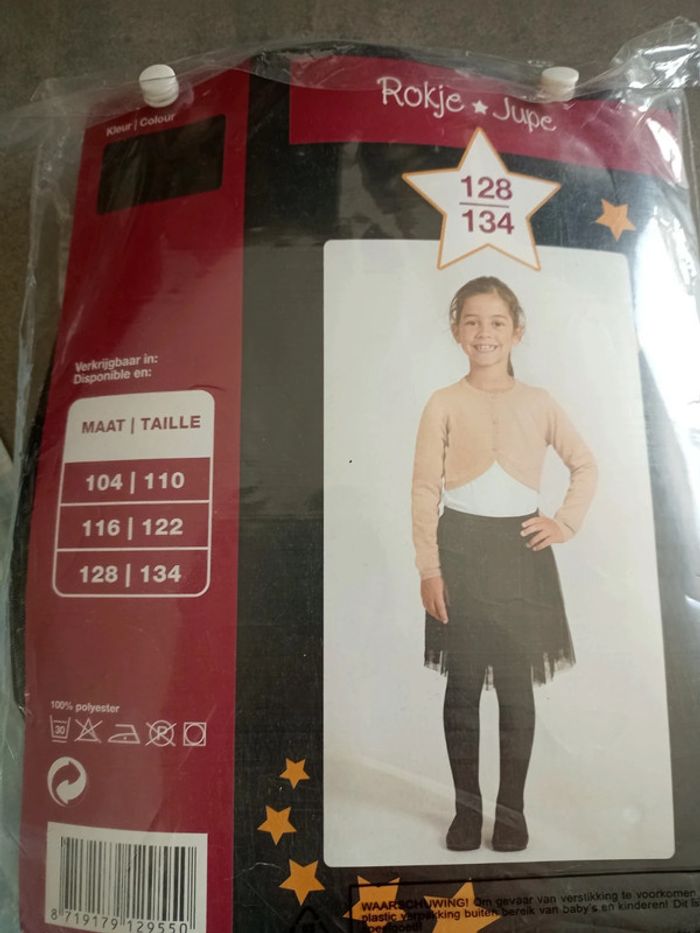 Kleur | Colour
Rokje ★ Jupe
128
134
Verkrijgbaar in:
Disponible en:
MAAT | TAILLE
104 | 110
116 | 122
128 | 134
100% polyester
30
P
8 719179 129550
WAARSCHUWING! Om gevaar van verstikking te voorkomen
plastic verpakking buiten bereik van baby's en kinderen! Dit is